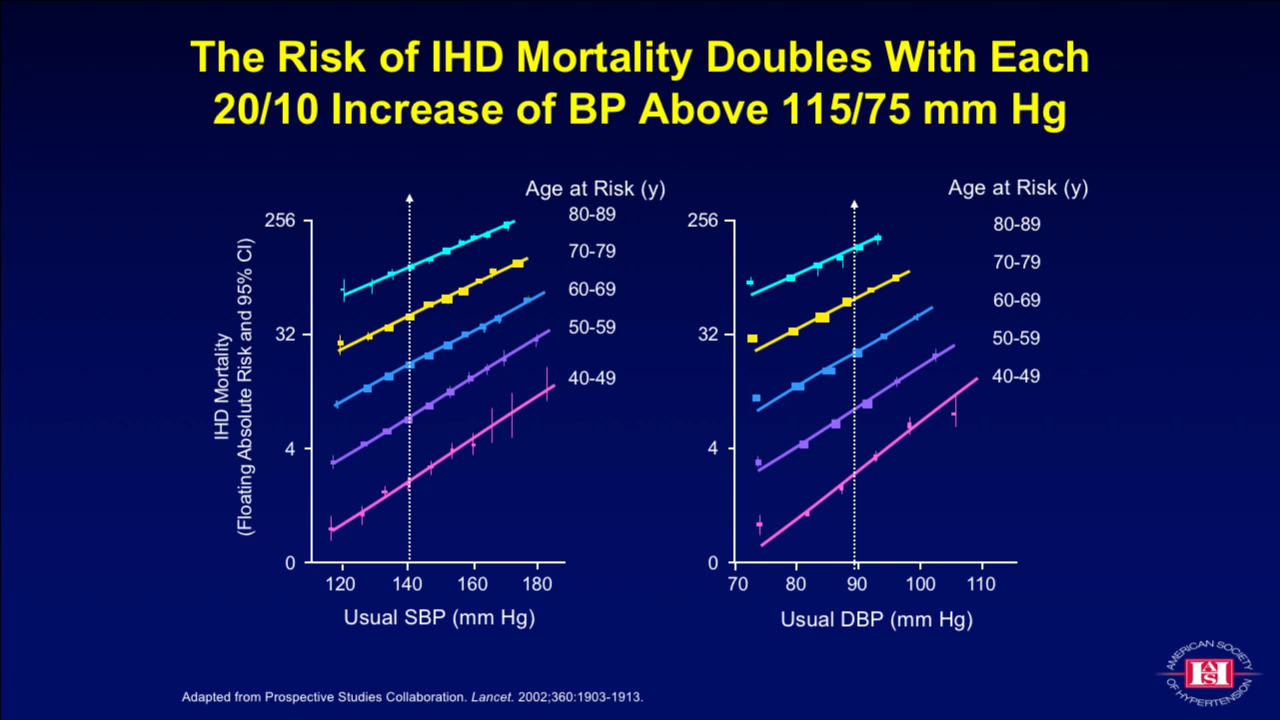 The Risk of IHD Mortality Doubles With Each
20/10 Increase of BP Above 115/75 mm Hg
IHD Mortality
(Floating Absolute Risk and 95% CI)
256
32
4
0
120 140 160 180
Usual SBP (mm Hg)
Age at Risk (y)
80-89
70-79
60-69
50-59
40-49
256
32
4
0
70 80 90 100 110
Usual DBP (mm Hg)
Age at Risk (y)
80-89
70-79
60-69
50-59
40-49
Adapted from Prospective Studies Collaboration. Lancet. 2002;360:1903-1913.
AMERICAN SOCIETY
OF HYPERTENSION